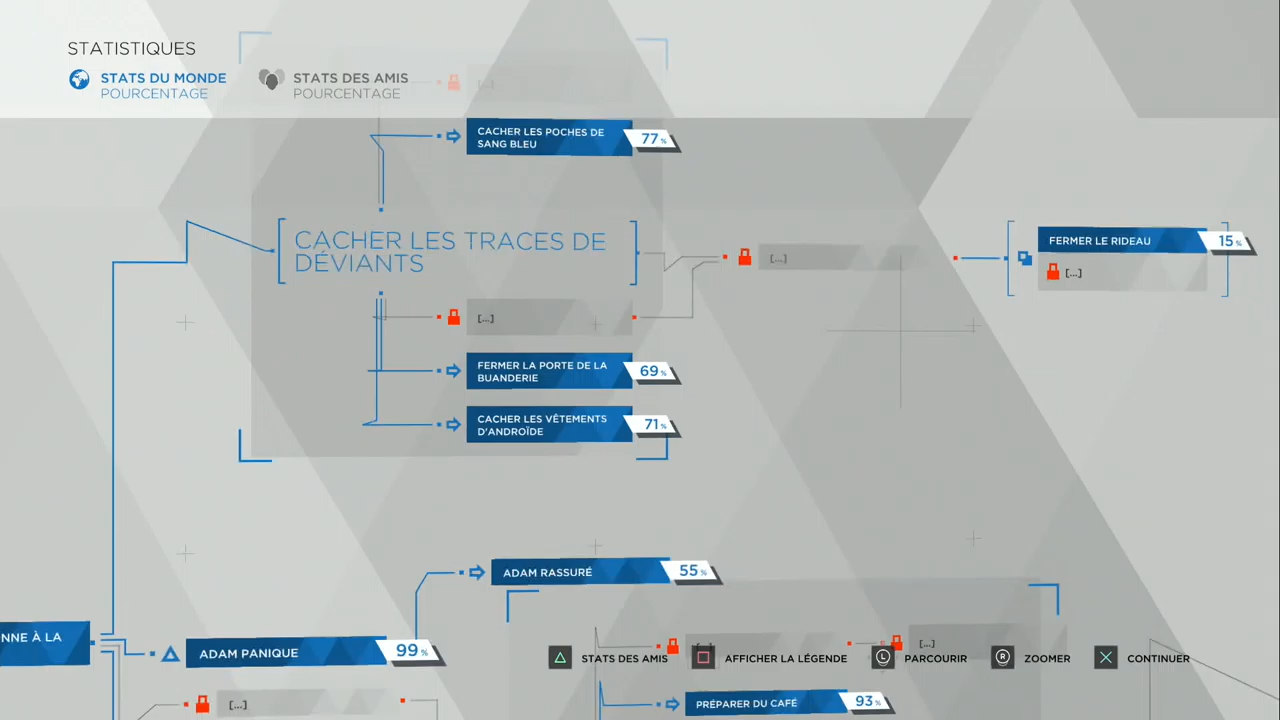 STATISTIQUES
STATS DU MONDE
POURCENTAGE
STATS DES AMIS
POURCENTAGE
[...]
CACHER LES POCHES DE
SANG BLEU
77%
CACHER LES TRACES DE
DÉVIANTS
[...]
FERMER LE RIDEAU
15%
[...]
[...]
FERMER LA PORTE DE LA
BUANDERIE
69%
CACHER LES VÊTEMENTS
D'ANDROÏDE
71%
ADAM RASSURÉ
55%
NNE À LA
ADAM PANIQUE
99%
[...]
[...]
STATS DES AMIS
AFFICHER LA LÉGENDE
L
PARCOURIR
R
ZOOMER
CONTINUER
[...]
PRÉPARER DU CAFÉ
93%